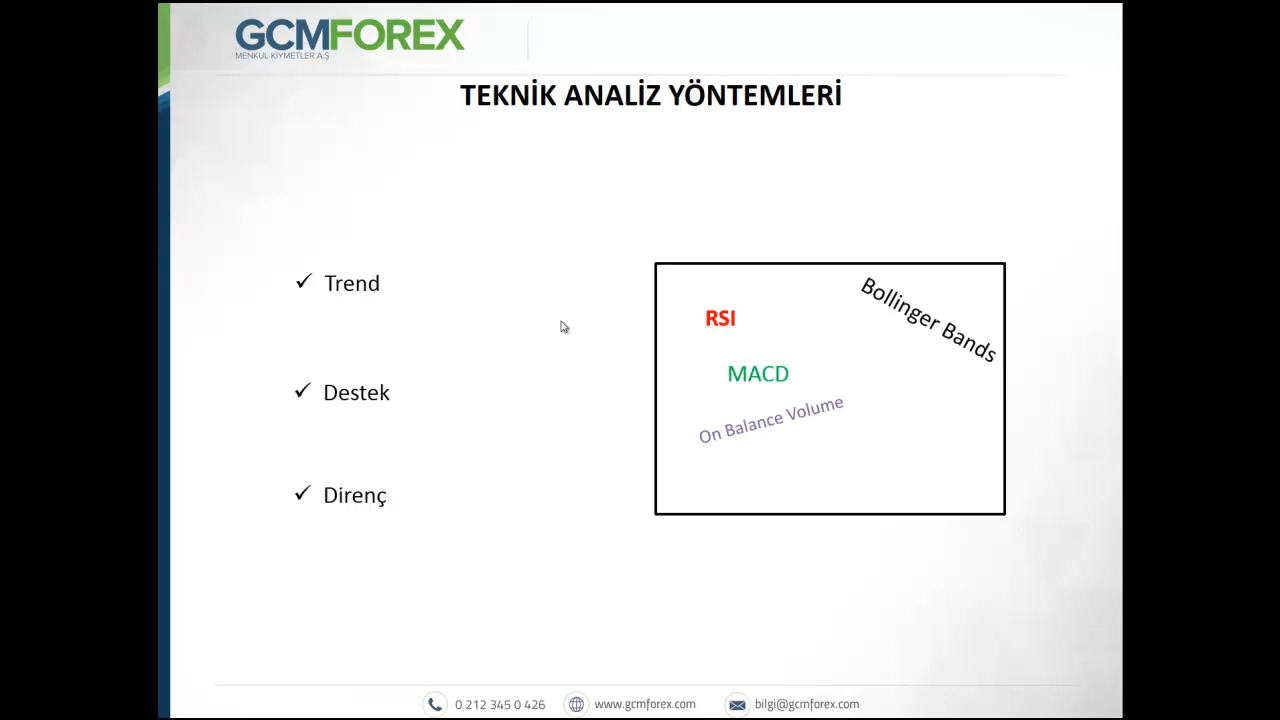 GCMFOREX
MENKUL KIYMETLER A.Ş
TEKNİK ANALİZ YÖNTEMLERİ
✓ Trend
✓ Destek
✓ Direnç
Bollinger Bands
RSI
MACD
On Balance Volume
0 212 345 0 426
www.gcmforex.com
bilgi@gcmforex.com